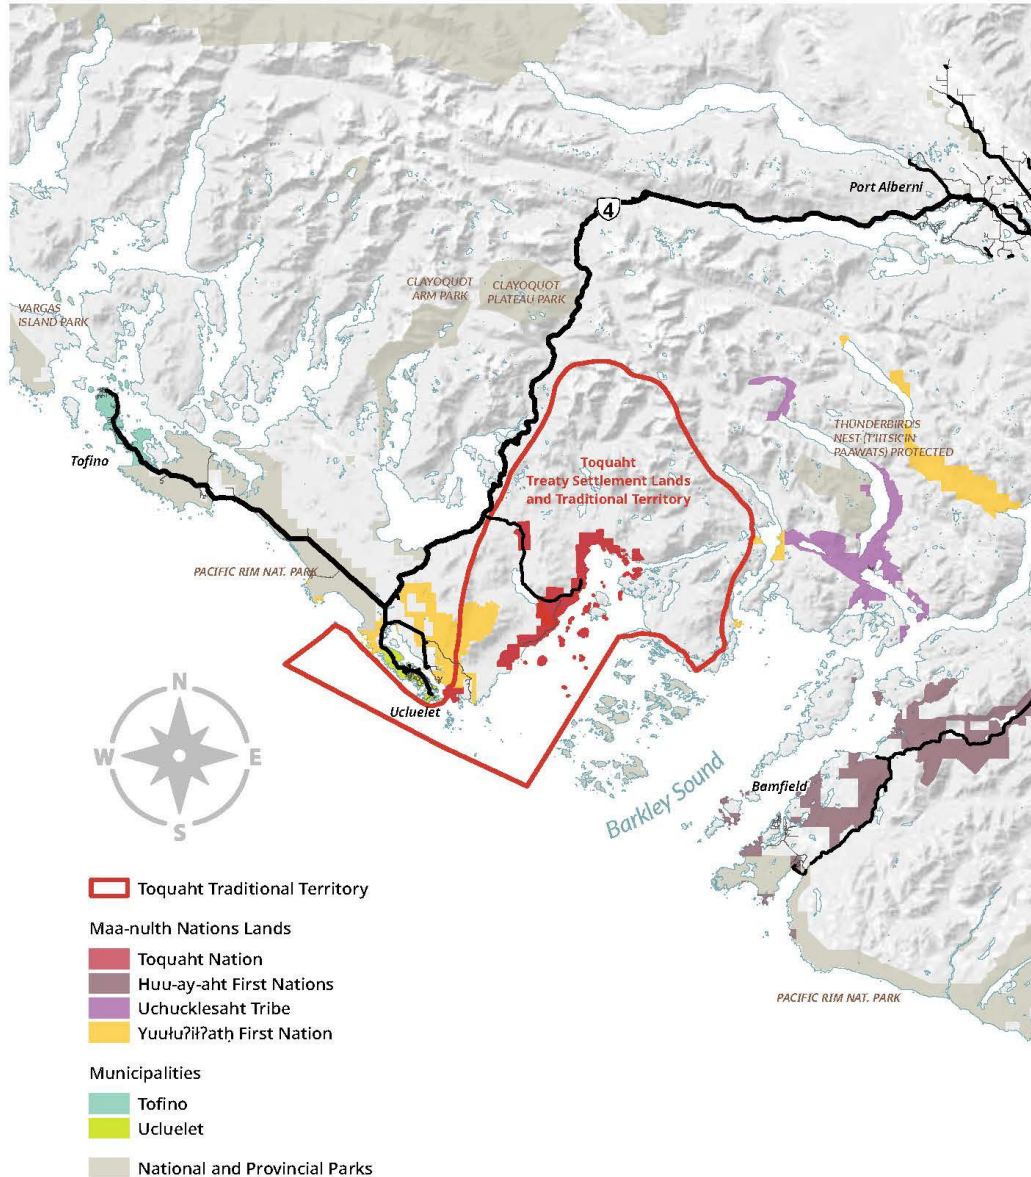 Port Alberni
4
CLAYOQUOT
ARM PARK
CLAYOQUOT
PLATEAU PARK
VARGAS
ISLAND PARK
THUNDERBIRD'S
NEST (T'IITSK'IN
PAAWATS) PROTECTED
Tofino
Toquaht
Treaty Settlement Lands
and Traditional Territory
PACIFIC RIM NAT. PARK
Ucluelet
N
W
E
S
Barkley Sound
Bamfield
PACIFIC RIM NAT. PARK
Toquaht Traditional Territory
Maa-nulth Nations Lands
Toquaht Nation
Huu-ay-aht First Nations
Uchucklesaht Tribe
Yuułuʔiłʔatḥ First Nation
Municipalities
Tofino
Ucluelet
National and Provincial Parks